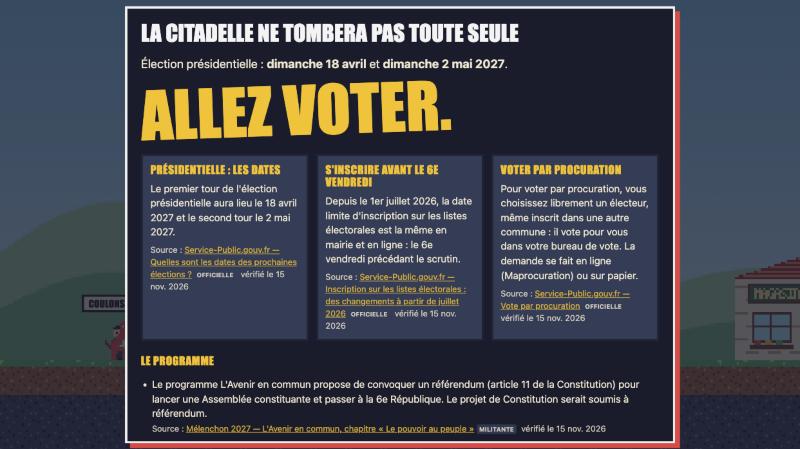 LA CITADELLE NE TOMBERA PAS TOUTE SEULE
Élection présidentielle : dimanche 18 avril et dimanche 2 mai 2027.
ALLEZ VOTER.
PRÉSIDENTIELLE : LES DATES
Le premier tour de l'élection
présidentielle aura lieu le 18 avril
2027 et le second tour le 2 mai
2027.
Source : Service-Public.gouv.fr —
Quelles sont les dates des prochaines
élections ? OFFICIELLE vérifié le 15
nov. 2026
S'INSCRIRE AVANT LE 6E
VENDREDI
Depuis le 1er juillet 2026, la date
limite d'inscription sur les listes
électorales est la même en
mairie et en ligne : le 6e
vendredi précédant le scrutin.
Source : Service-Public.gouv.fr —
Inscription sur les listes électorales :
des changements à partir de juillet
2026 OFFICIELLE vérifié le 15 nov.
2026
VOTER PAR PROCURATION
Pour voter par procuration, vous
choisissez librement un électeur,
même inscrit dans une autre
commune : il vote pour vous
dans votre bureau de vote. La
demande se fait en ligne
(Maprocuration) ou sur papier.
Source : Service-Public.gouv.fr —
Vote par procuration OFFICIELLE
vérifié le 15 nov. 2026
LE PROGRAMME
• Le programme L'Avenir en commun propose de convoquer un référendum (article 11 de la Constitution) pour
lancer une Assemblée constituante et passer à la 6e République. Le projet de Constitution serait soumis à
référendum.
Source : Mélenchon 2027 — L'Avenir en commun, chapitre « Le pouvoir au peuple » MILITANTE vérifié le 15 nov. 2026
COULONS
MAGASIN